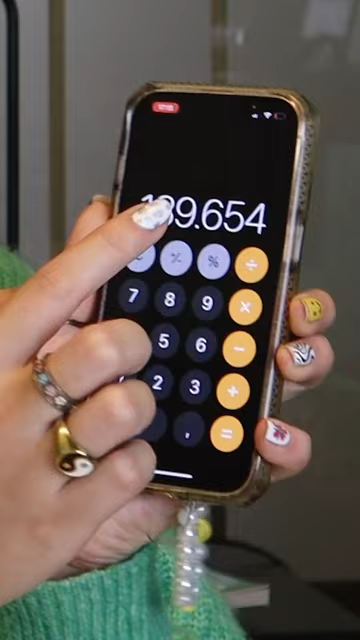 139.654
% ÷
7 8 9 ×
5 6 −
2 3 +
, =